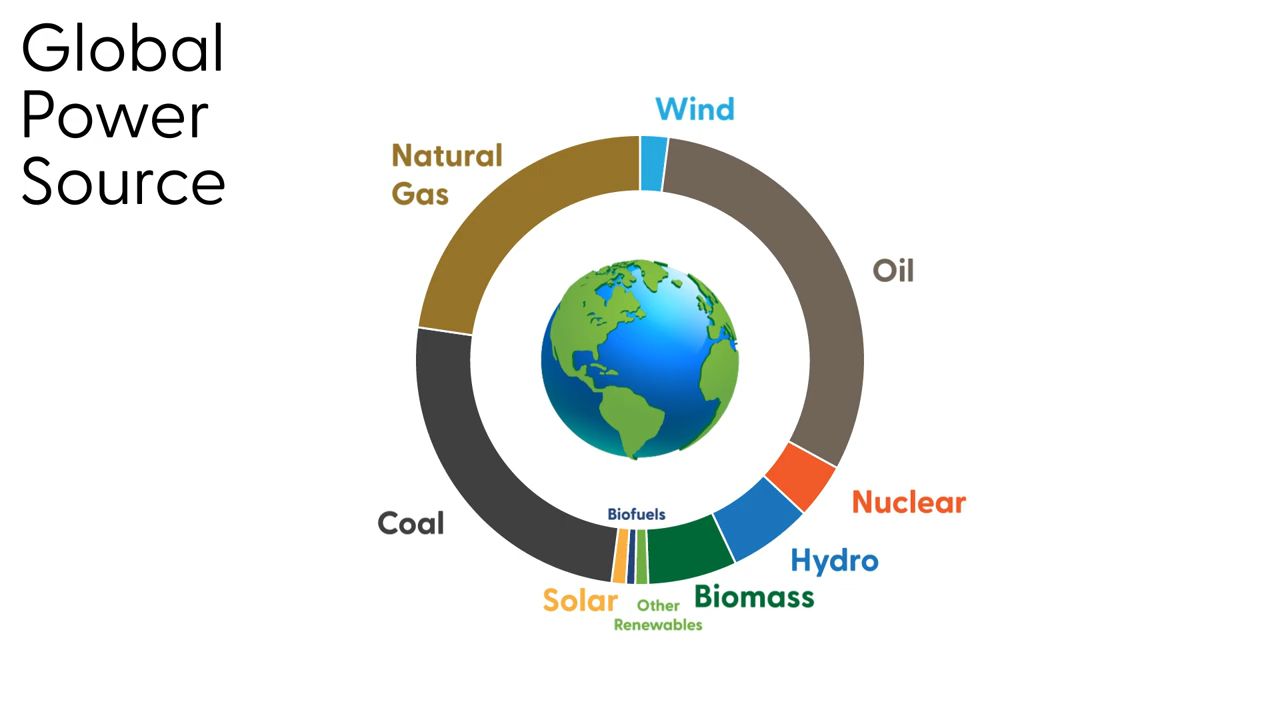 Global
Power
Source
Wind
Natural
Gas
Oil
Nuclear
Coal
Biofuels
Hydro
Solar
Other
Renewables
Biomass